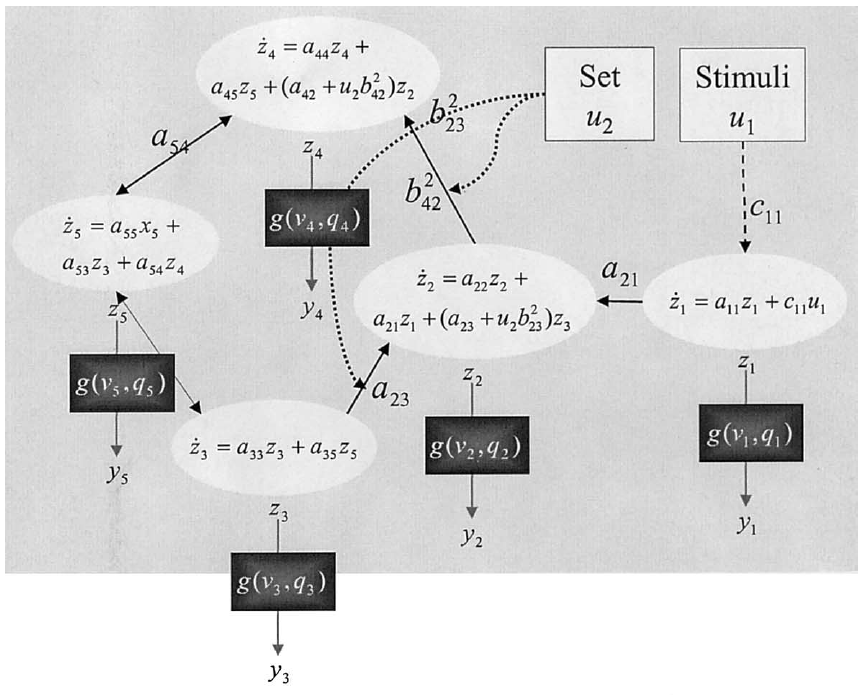 ż₄ = a₄₄z₄ +
a₄₅z₅ + (a₄₂ + u₂b²₄₂)z₂
Set
u₂
Stimuli
u₁
a₅₄
b²₂₃
z₄
g(v₄, q₄)
y₄
b²₄₂
c₁₁
ż₅ = a₅₅x₅ +
a₅₃z₃ + a₅₄z₄
ż₂ = a₂₂z₂ +
a₂₁z₁ + (a₂₃ + u₂b²₂₃)z₃
a₂₁
ż₁ = a₁₁z₁ + c₁₁u₁
z₅
g(v₅, q₅)
y₅
a₂₃
z₂
g(v₂, q₂)
y₂
z₁
g(v₁, q₁)
y₁
ż₃ = a₃₃z₃ + a₃₅z₅
z₃
g(v₃, q₃)
y₃